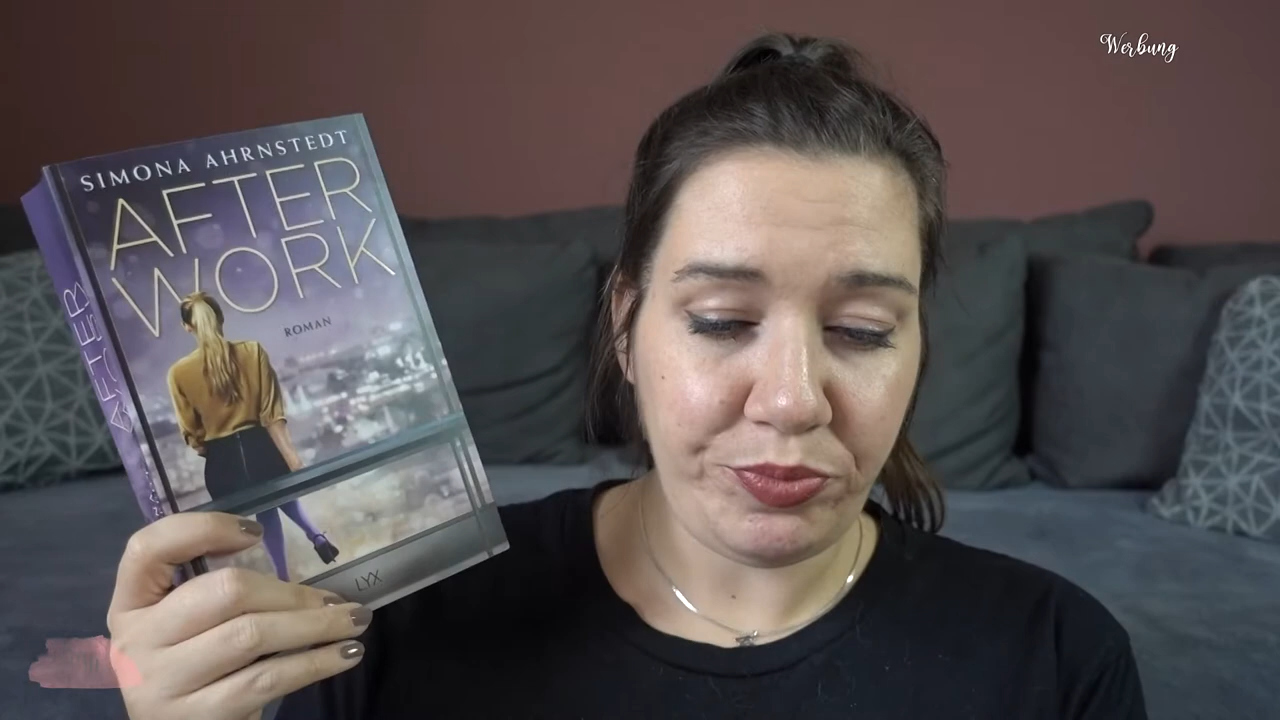 Werbung
SIMONA AHRNSTEDT
AFTER
WORK
ROMAN
LYX
AFTER